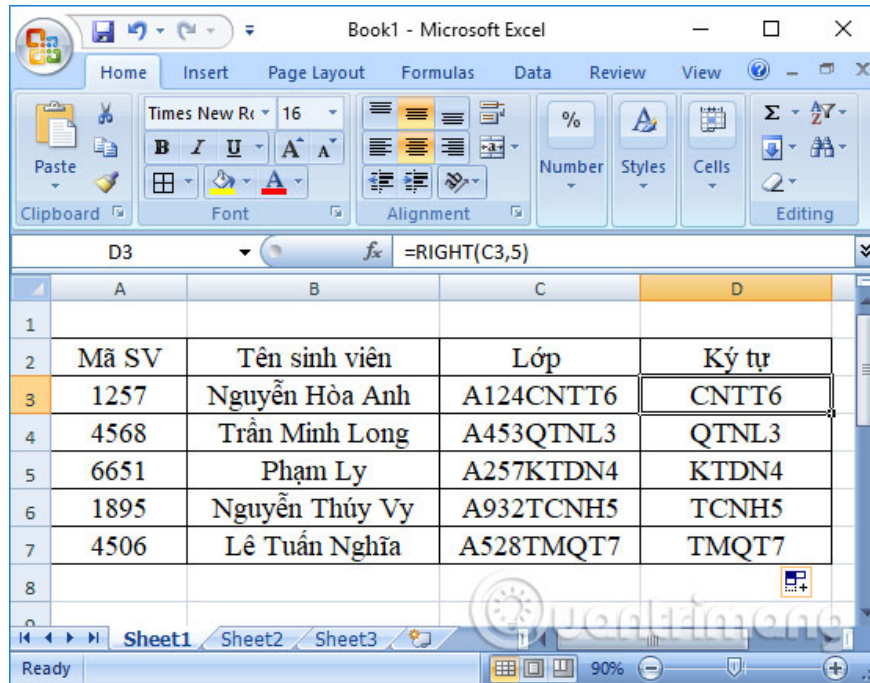 Book1 - Microsoft Excel
Home Insert Page Layout Formulas Data Review View
Times New Ro 16
B I U A A
Paste
% Number Styles Cells Σ
Clipboard Font Alignment Editing
D3 fx =RIGHT(C3,5)
A B C D
1
2 Mã SV Tên sinh viên Lớp Ký tự
3 1257 Nguyễn Hòa Anh A124CNTT6 CNTT6
4 4568 Trần Minh Long A453QTNL3 QTNL3
5 6651 Phạm Ly A257KTDN4 KTDN4
6 1895 Nguyễn Thúy Vy A932TCNH5 TCNH5
7 4506 Lê Tuấn Nghĩa A528TMQT7 TMQT7
8
Quantrimang
Sheet1 Sheet2 Sheet3
Ready 90%